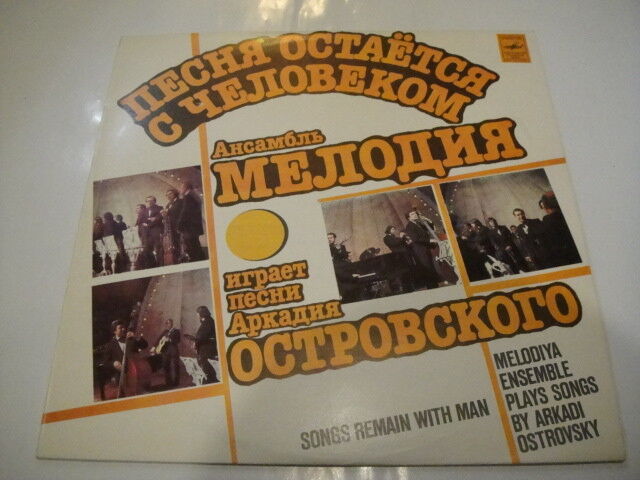 ПЕСНЯ ОСТАЁТСЯ
С ЧЕЛОВЕКОМ
Ансамбль
МЕЛОДИЯ
играет
песни
Аркадия
ОСТРОВСКОГО
SONGS REMAIN WITH MAN
MELODIYA
ENSEMBLE
PLAYS SONGS
BY ARKADI
OSTROVSKY